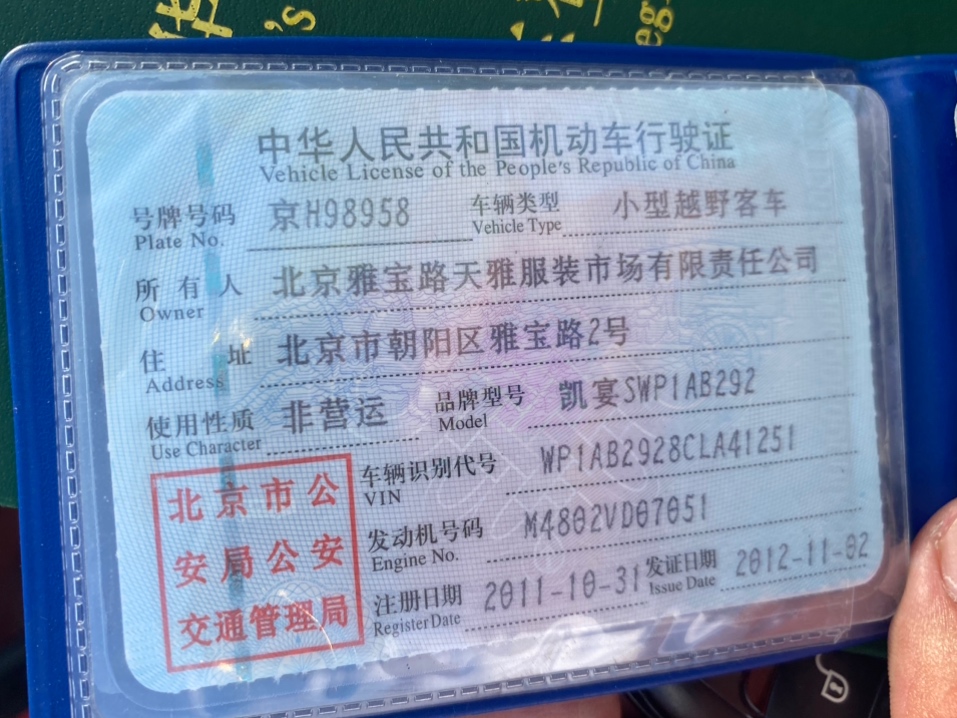 中华人民共和国机动车行驶证
Vehicle License of the People's Republic of China
号牌号码 京H98958 车辆类型 小型越野客车
Plate No. Vehicle Type
所有人 北京雅宝路天雅服装市场有限责任公司
Owner
住址 北京市朝阳区雅宝路2号
Address
使用性质 非营运 品牌型号 凯宴SWP1AB292
Use Character Model
车辆识别代号 WP1AB2928CLA41251
VIN
发动机号码 M4802VD07051
Engine No.
注册日期 2011-10-31 发证日期 2012-11-02
Register Date Issue Date
北京市公
安局公安
交通管理局